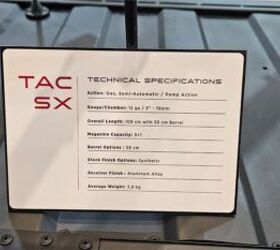 TAC
SX
TECHNICAL SPECIFICATIONS
Action: Gas, Semi-Automatic / Pump Action
Gauge/Chamber: 12 ga / 3" - 76mm
Overall Length: 109 cm with 56 cm Barrel
Magazine Capacity: 5+1
Barrel Options: 56 cm
Stock Finish Options: Synthetic
Receiver Finish: Aluminum Alloy
Average Weight: 3.6 kg